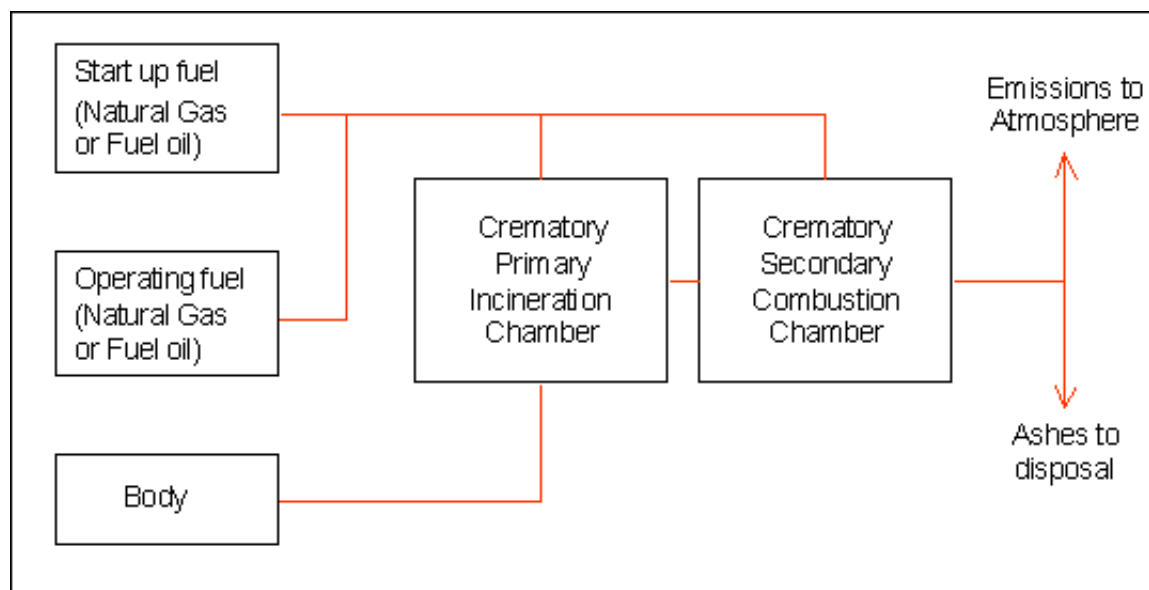 Start up fuel
(Natural Gas
or Fuel oil)
Operating fuel
(Natural Gas
or Fuel oil)
Body
Crematory
Primary
Incineration
Chamber
Crematory
Secondary
Combustion
Chamber
Emissions to
Atmosphere
Ashes to
disposal